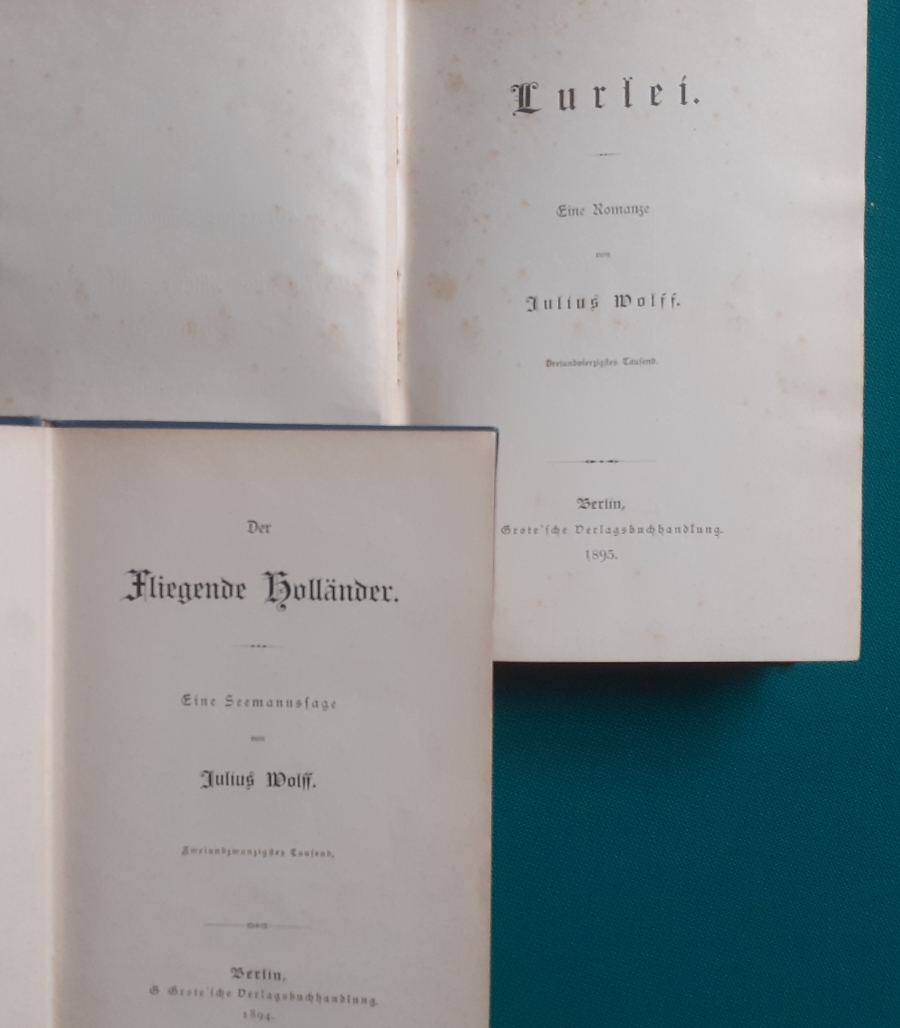 Lurlei.
Eine Romanze
von
Julius Wolff.
Dreiundvierzigstes Tausend.
Berlin,
Grote'sche Verlagsbuchhandlung.
1895.
Der
Fliegende Holländer.
Eine Seemannssage
von
Julius Wolff.
Zweiundzwanzigstes Tausend.
Berlin,
G Grote'sche Verlagsbuchhandlung.
1894.